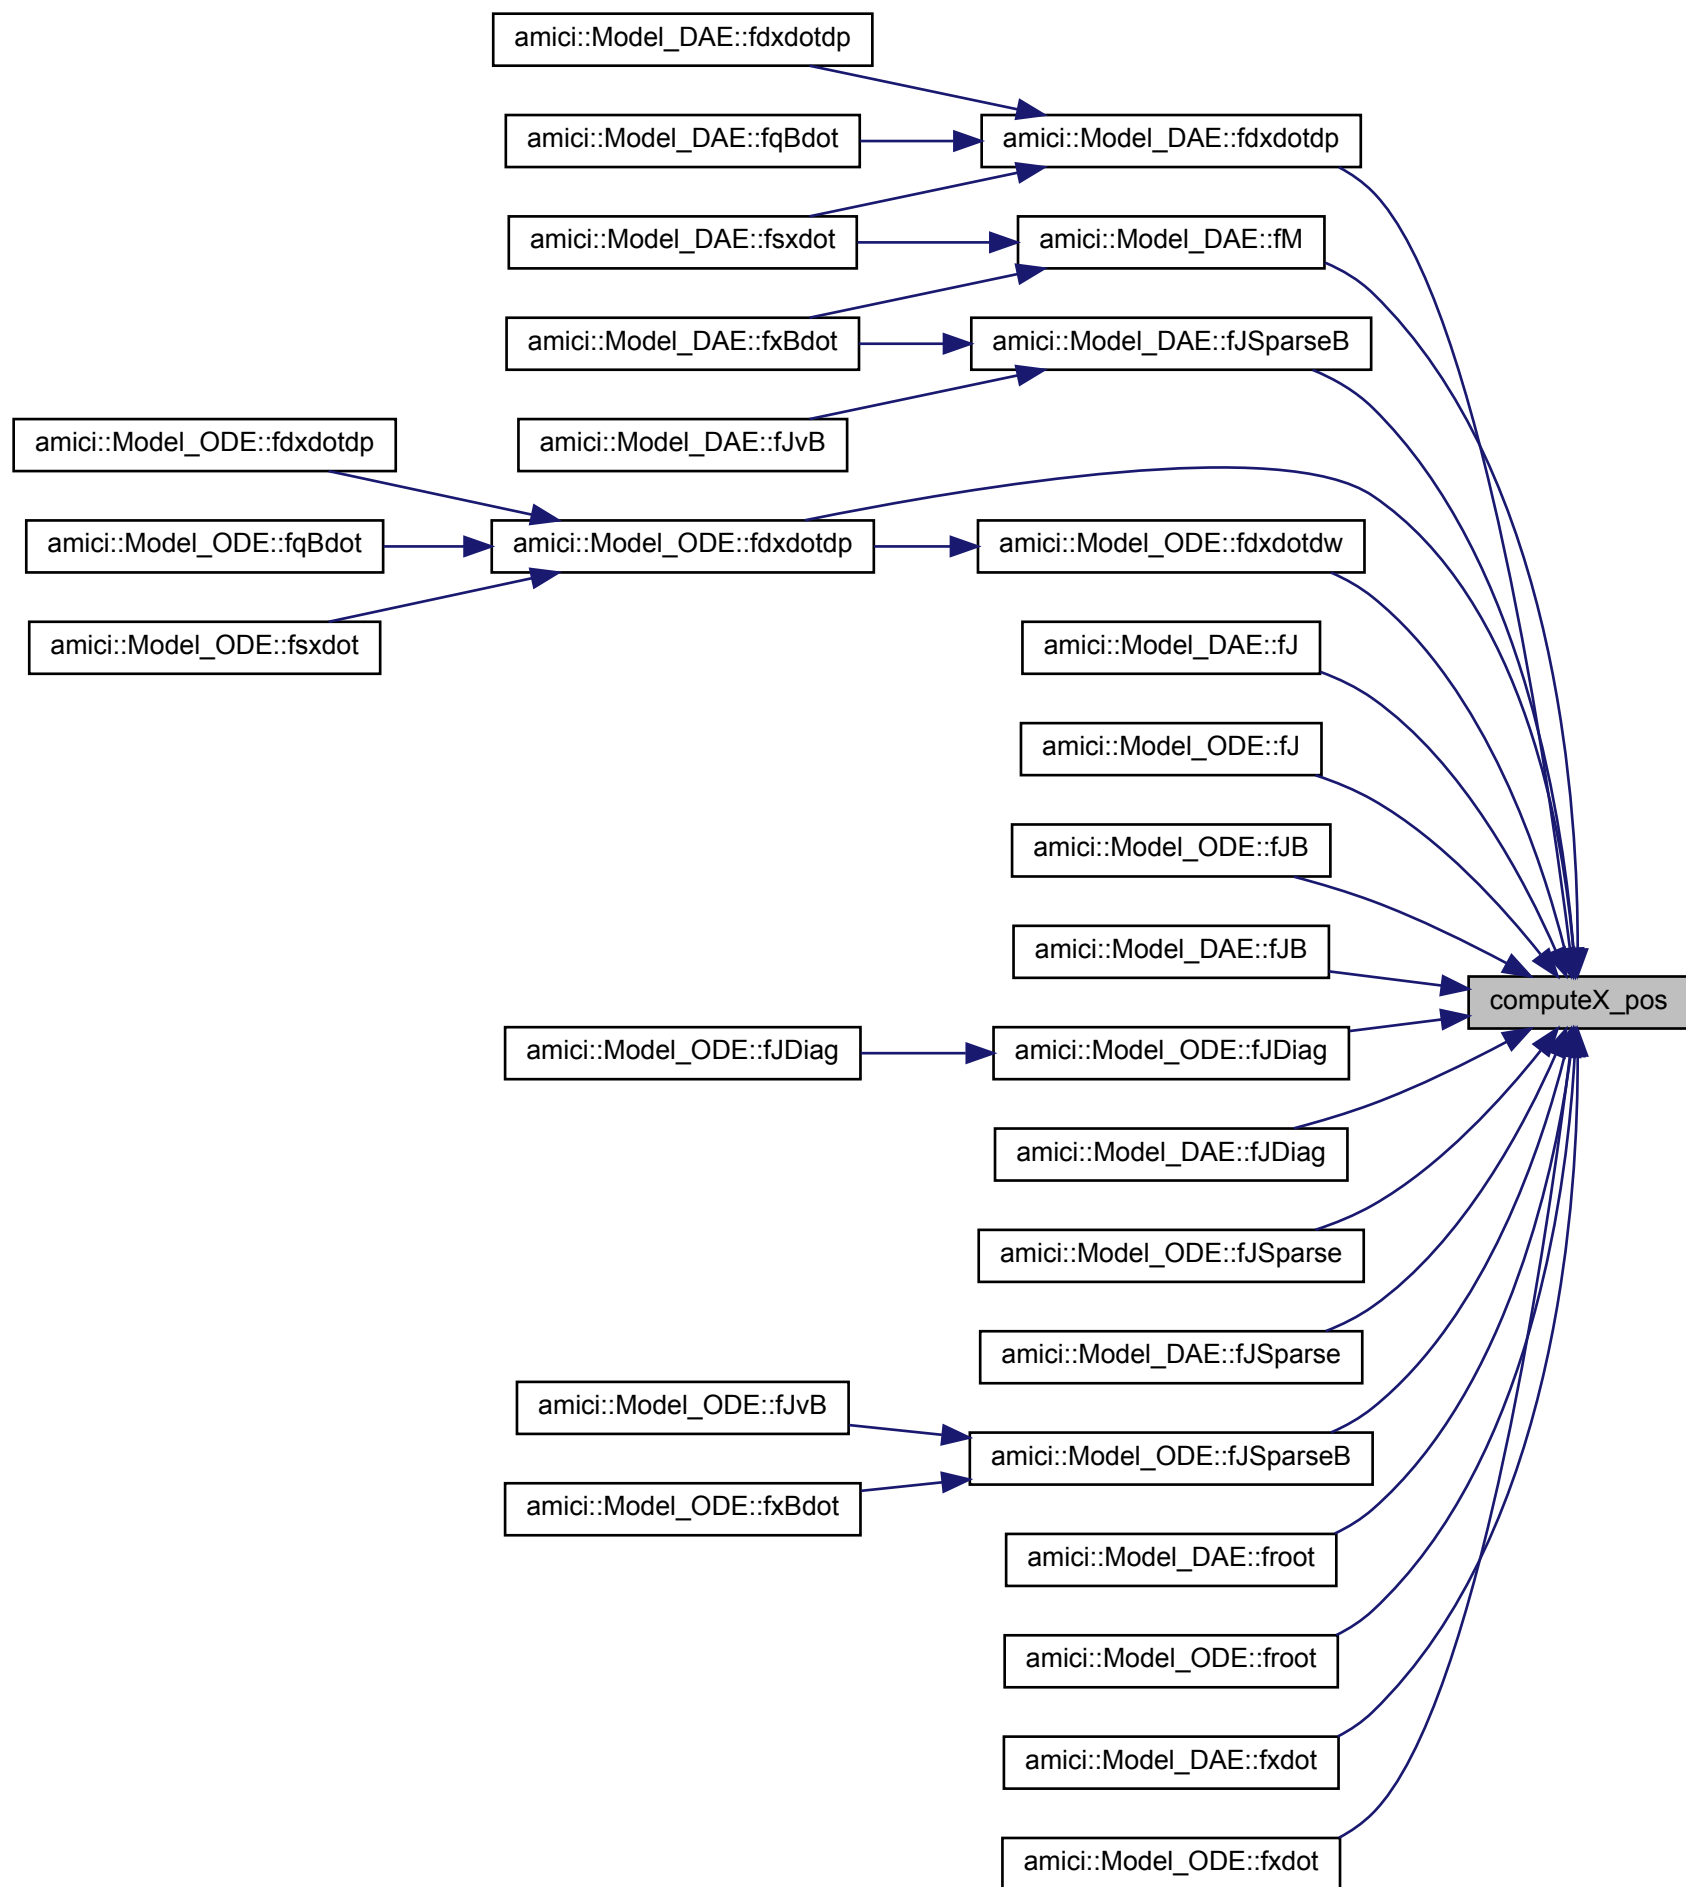 amici::Model_DAE::fdxdotdp
amici::Model_DAE::fqBdot
amici::Model_DAE::fdxdotdp
amici::Model_DAE::fsxdot
amici::Model_DAE::fM
amici::Model_DAE::fxBdot
amici::Model_DAE::fJSparseB
amici::Model_ODE::fdxdotdp
amici::Model_DAE::fJvB
amici::Model_ODE::fqBdot
amici::Model_ODE::fdxdotdp
amici::Model_ODE::fdxdotdw
amici::Model_ODE::fsxdot
amici::Model_DAE::fJ
amici::Model_ODE::fJ
amici::Model_ODE::fJB
amici::Model_DAE::fJB
computeX_pos
amici::Model_ODE::fJDiag
amici::Model_ODE::fJDiag
amici::Model_DAE::fJDiag
amici::Model_ODE::fJSparse
amici::Model_DAE::fJSparse
amici::Model_ODE::fJvB
amici::Model_ODE::fJSparseB
amici::Model_ODE::fxBdot
amici::Model_DAE::froot
amici::Model_ODE::froot
amici::Model_DAE::fxdot
amici::Model_ODE::fxdot